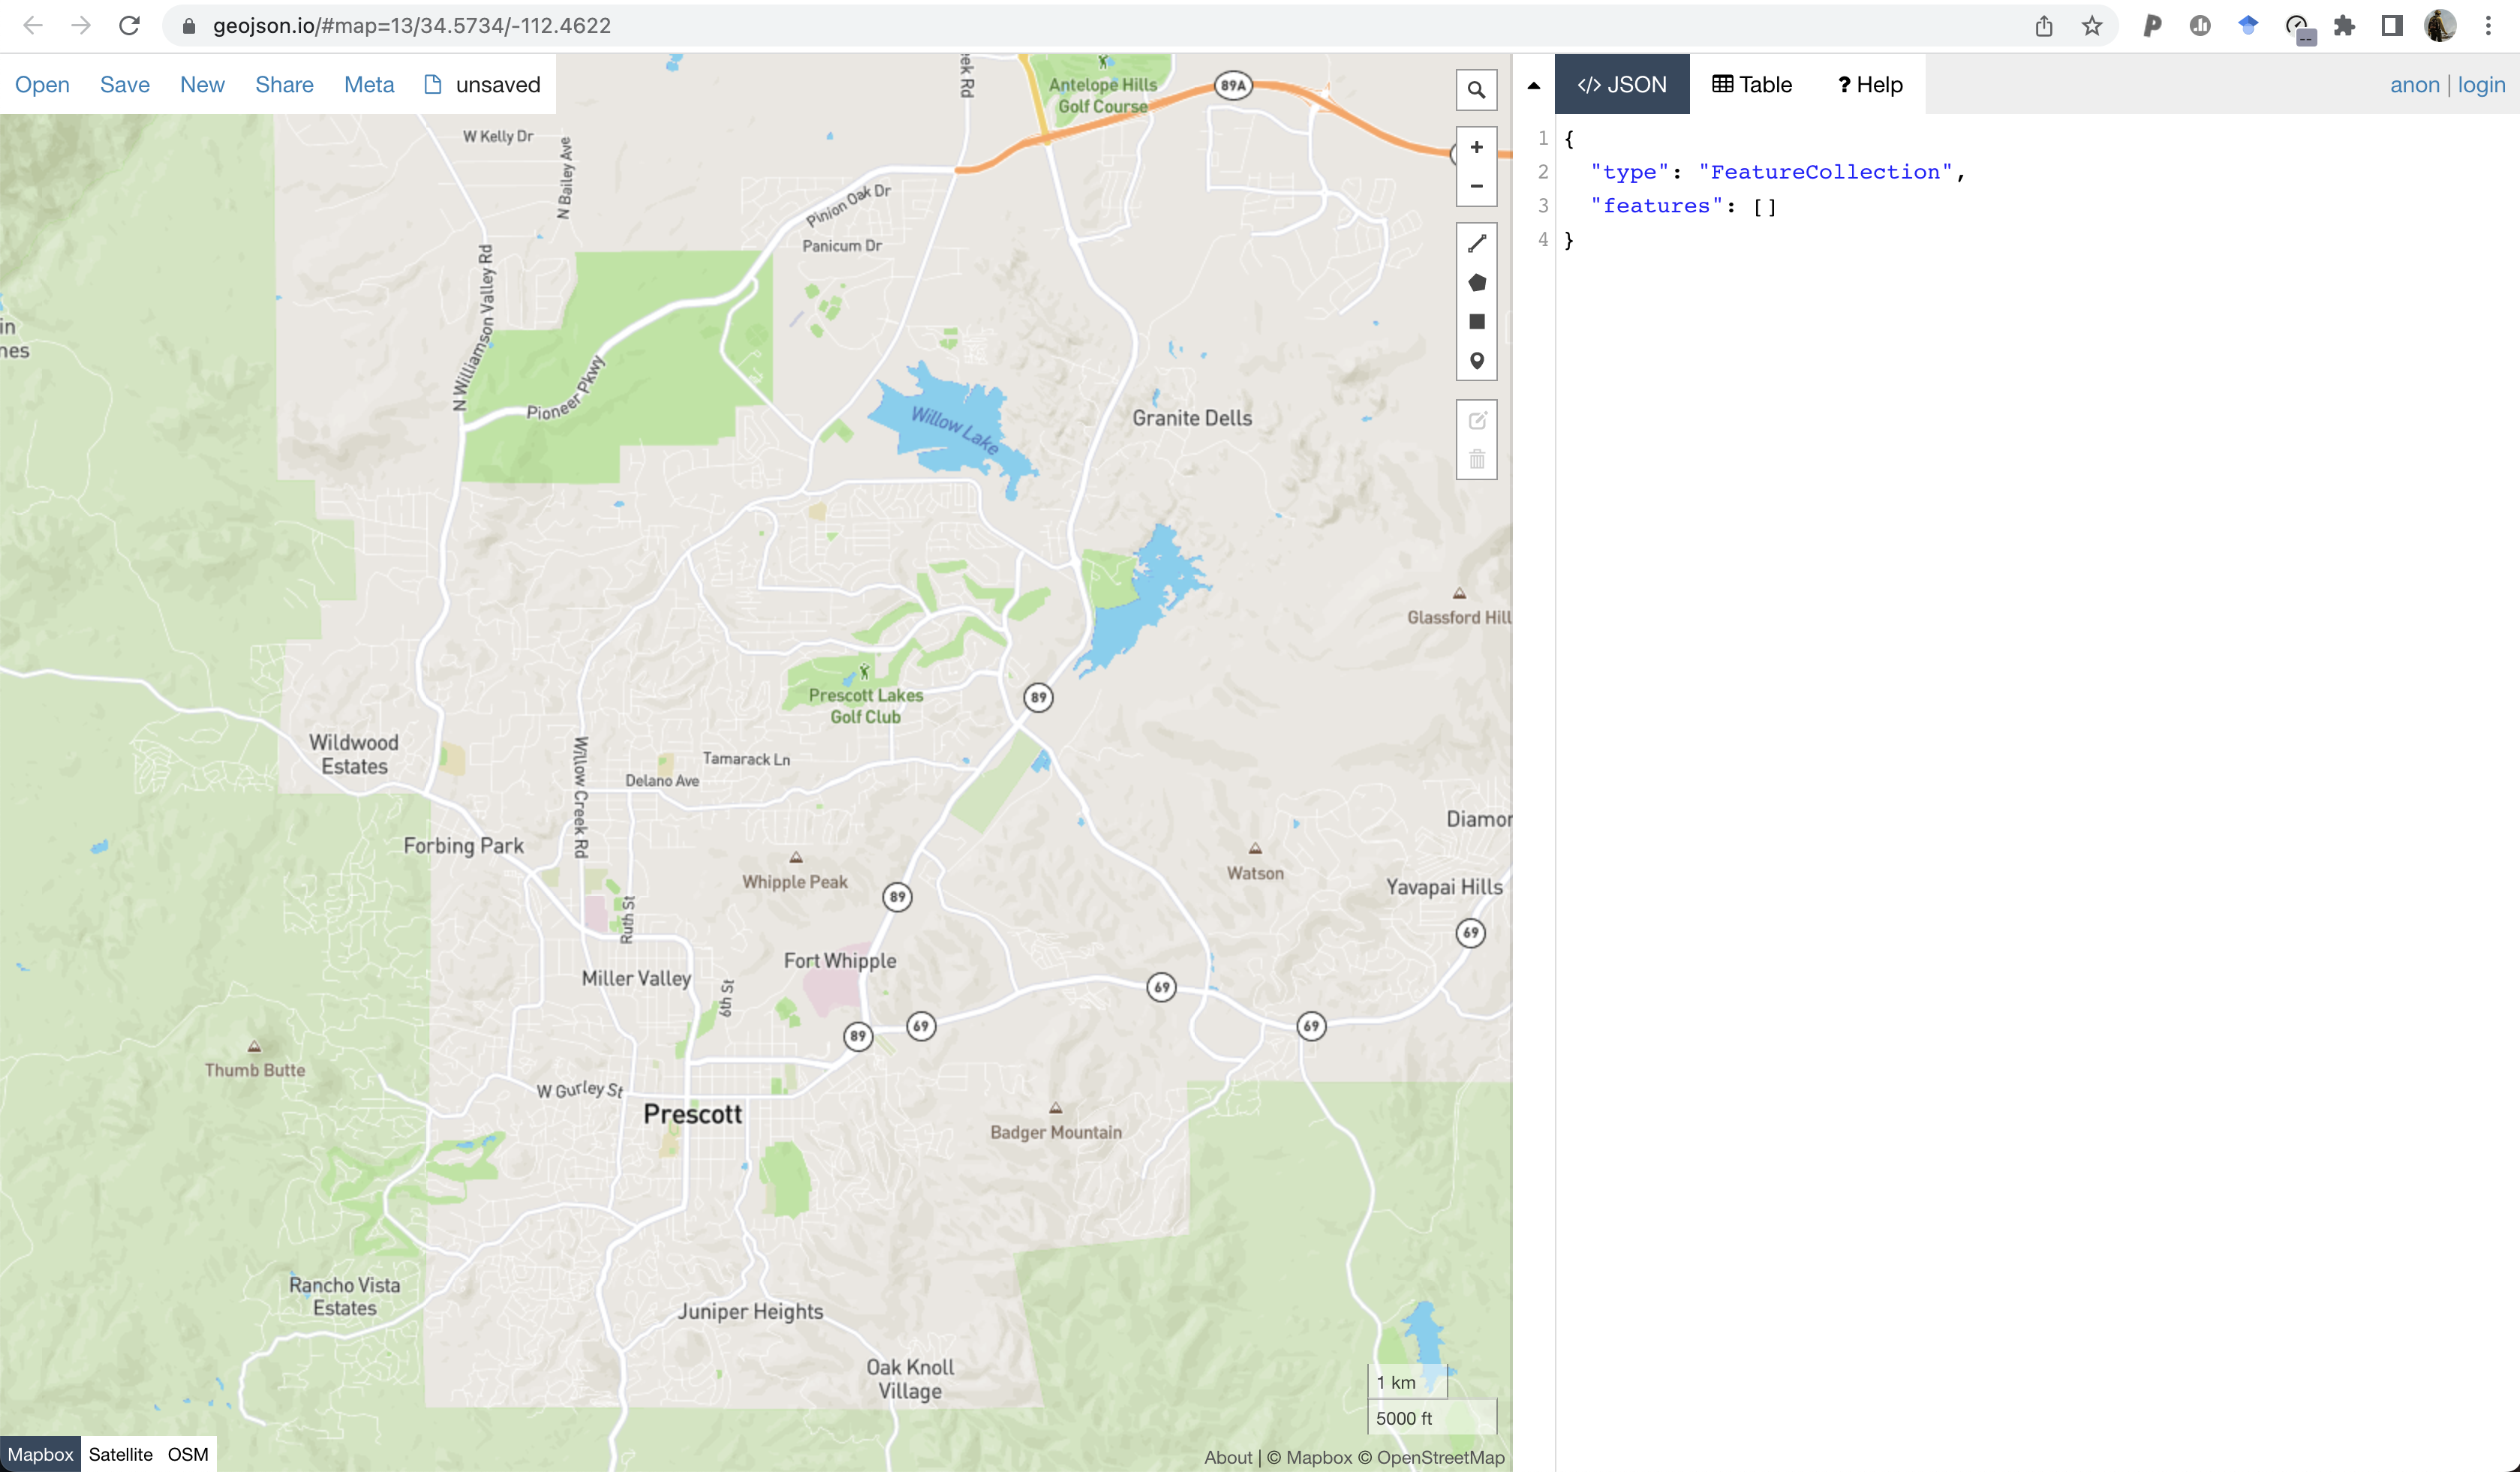 geojson.io/#map=13/34.5734/-112.4622
Open Save New Share Meta unsaved
</> JSON Table ? Help
anon | login
1 {
2 "type": "FeatureCollection",
3 "features": []
4 }
Antelope Hills
Golf Course
89A
W Kelly Dr
N Bailey Ave
Pinion Oak Dr
Panicum Dr
N Williamson Valley Rd
Pioneer Pkwy
Willow Lake
Granite Dells
Glassford Hill
Prescott Lakes
Golf Club
89
Wildwood
Estates
Willow Creek Rd
Tamarack Ln
Delano Ave
Forbing Park
Whipple Peak
Watson
Yavapai Hills
89
69
Ruth St
Fort Whipple
Miller Valley
6th St
69
89
69
69
Thumb Butte
W Gurley St
Prescott
Badger Mountain
Rancho Vista
Estates
Juniper Heights
Oak Knoll
Village
1 km
5000 ft
Mapbox Satellite OSM
About | © Mapbox © OpenStreetMap